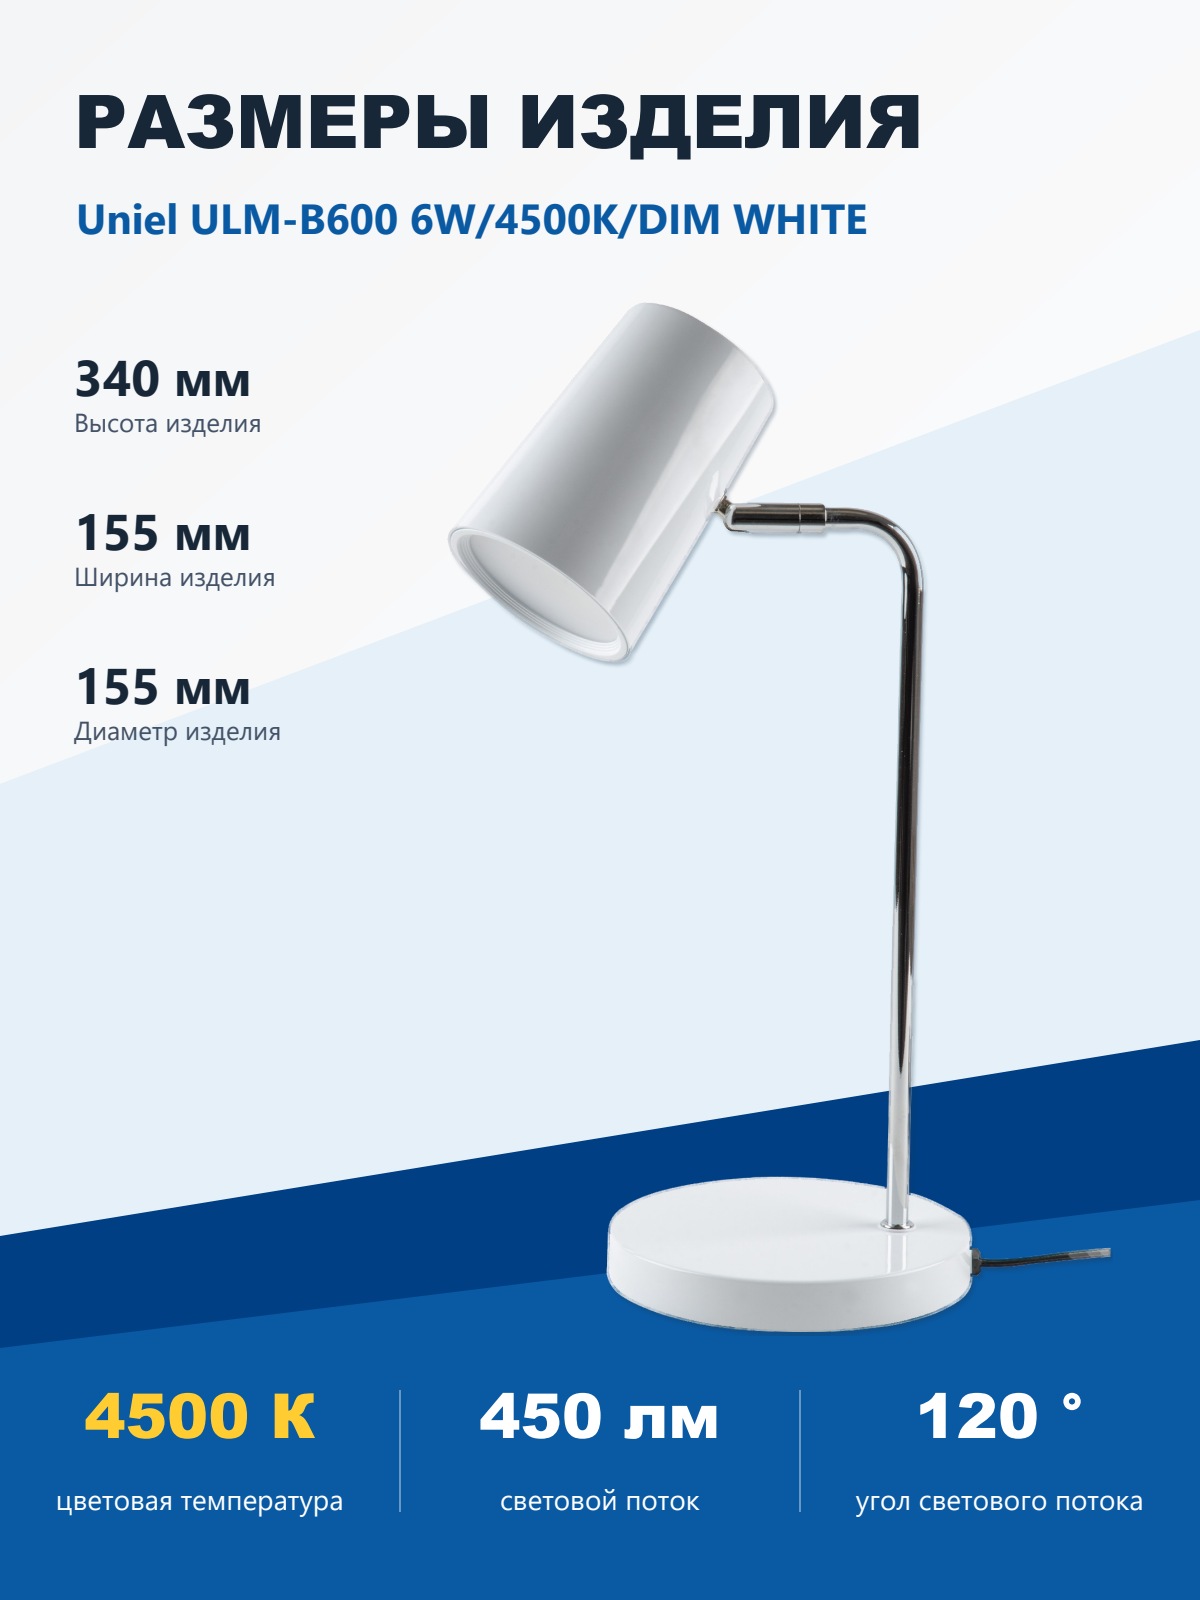 РАЗМЕРЫ ИЗДЕЛИЯ
Uniel ULM-B600 6W/4500K/DIM WHITE
340 мм
Высота изделия
155 мм
Ширина изделия
155 мм
Диаметр изделия
4500 К
цветовая температура
450 лм
световой поток
120 °
угол светового потока